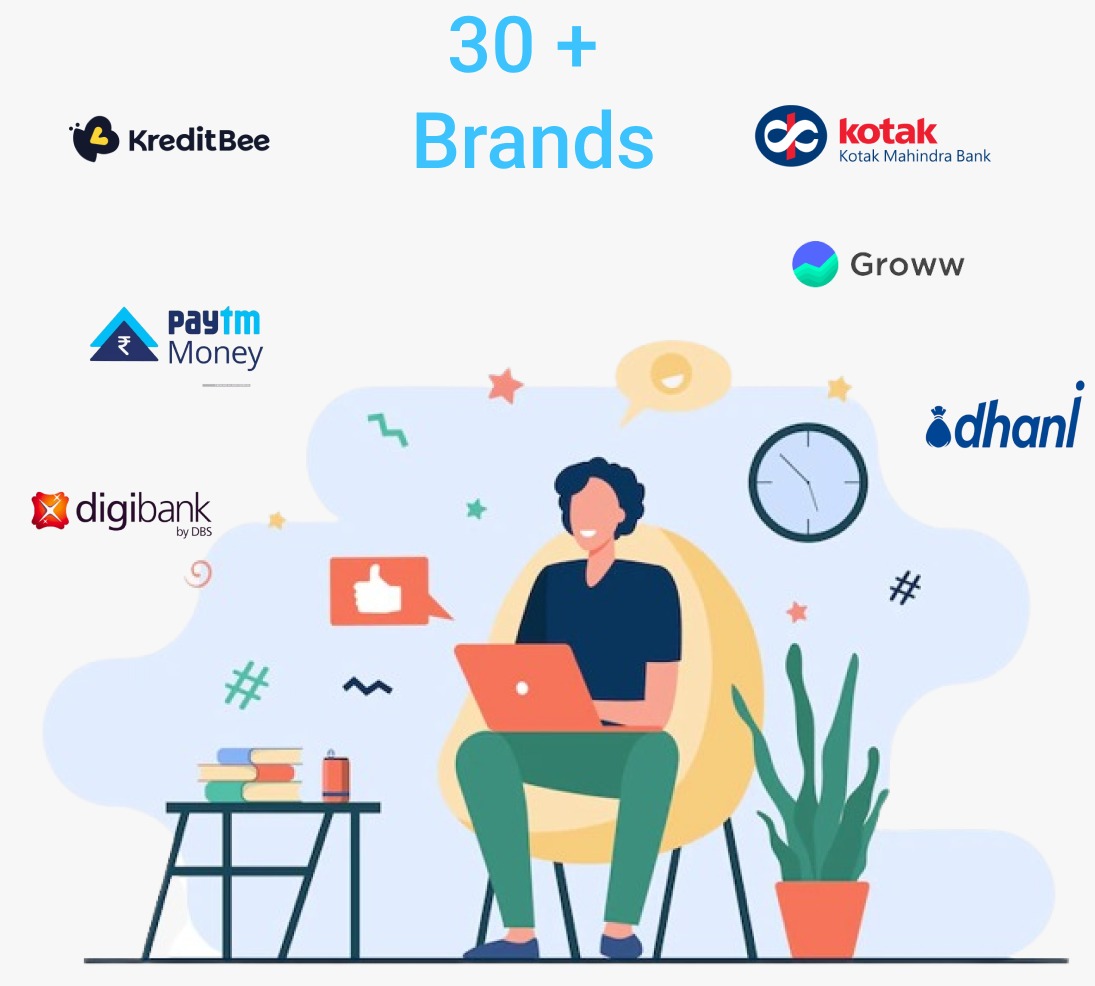 30 +
Brands
KreditBee
kotak
Kotak Mahindra Bank
Groww
paytm
₹
Money
dhani
digibank
by DBS
#
#